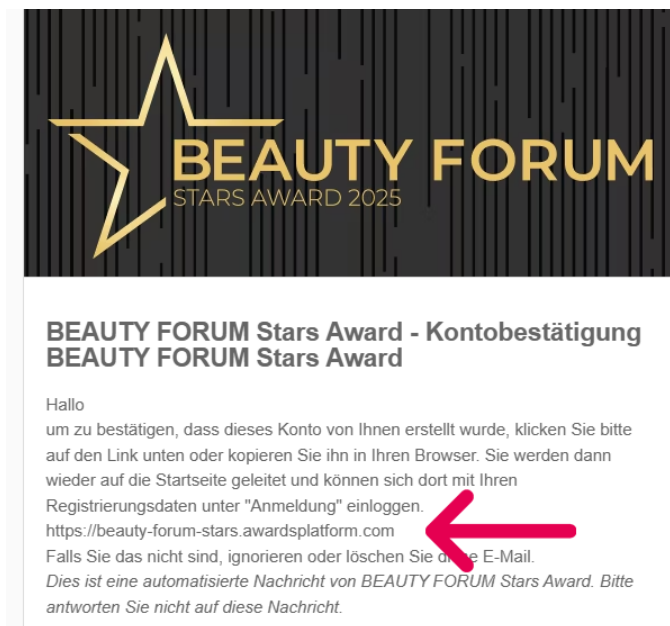 BEAUTY FORUM
STARS AWARD 2025
BEAUTY FORUM Stars Award - Kontobestätigung
BEAUTY FORUM Stars Award
Hallo
um zu bestätigen, dass dieses Konto von Ihnen erstellt wurde, klicken Sie bitte
auf den Link unten oder kopieren Sie ihn in Ihren Browser. Sie werden dann
wieder auf die Startseite geleitet und können sich dort mit Ihren
Registrierungsdaten unter "Anmeldung" einloggen.
https://beauty-forum-stars.awardsplatform.com
Falls Sie das nicht sind, ignorieren oder löschen Sie diese E-Mail.
Dies ist eine automatisierte Nachricht von BEAUTY FORUM Stars Award. Bitte
antworten Sie nicht auf diese Nachricht.